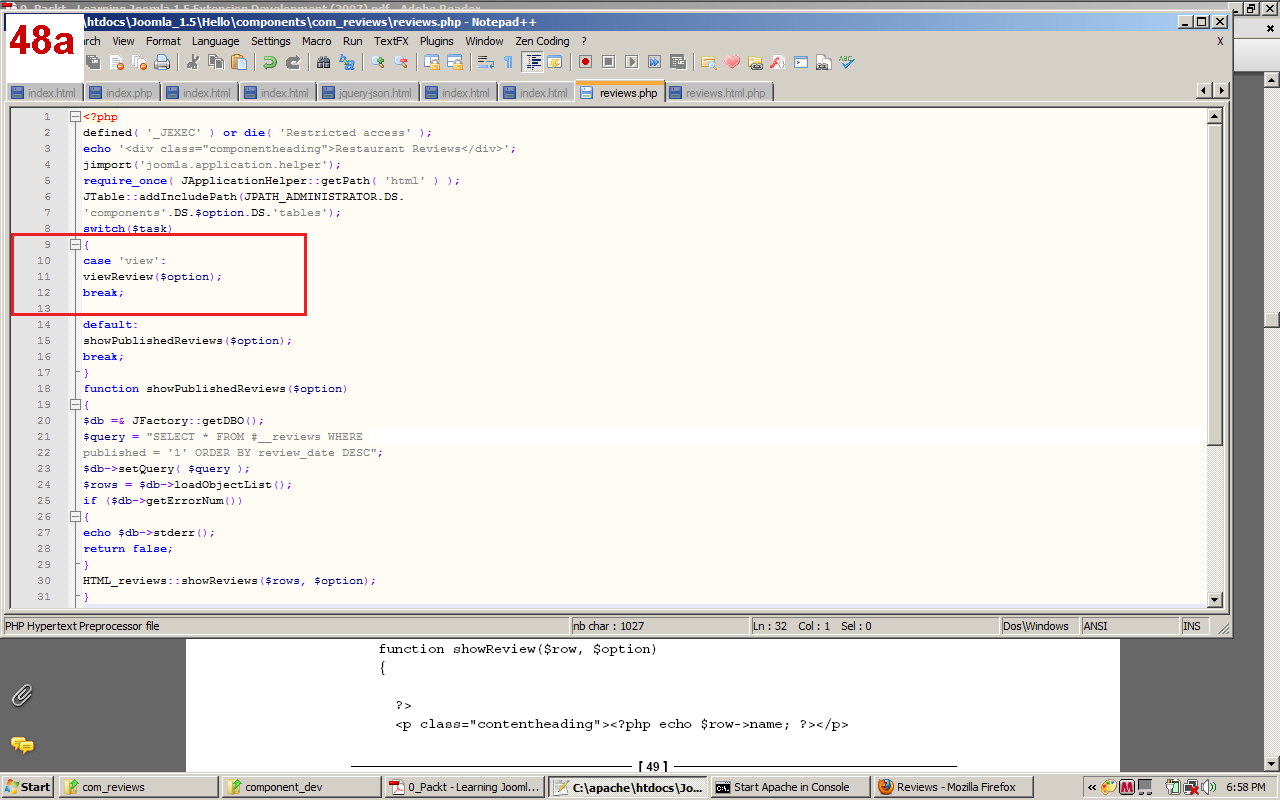 0_Packt - Learning Joomla 1.5 Extension Development (2007).pdf - Adobe Reader
48a
\htdocs\Joomla_1.5\Hello\components\com_reviews\reviews.php - Notepad++
rch View Format Language Settings Macro Run TextFX Plugins Window Zen Coding ? X
index.html index.php index.html index.html jquery-json.html index.html index.html reviews.php reviews.html.php
1 <?php
2 defined( '_JEXEC' ) or die( 'Restricted access' );
3 echo '<div class="componentheading">Restaurant Reviews</div>';
4 jimport('joomla.application.helper');
5 require_once( JApplicationHelper::getPath( 'html' ) );
6 JTable::addIncludePath(JPATH_ADMINISTRATOR.DS.
7 'components'.DS.$option.DS.'tables');
8 switch($task)
9 {
10 case 'view':
11 viewReview($option);
12 break;
13
14 default:
15 showPublishedReviews($option);
16 break;
17 }
18 function showPublishedReviews($option)
19 {
20 $db =& JFactory::getDBO();
21 $query = "SELECT * FROM #__reviews WHERE
22 published = '1' ORDER BY review_date DESC";
23 $db->setQuery( $query );
24 $rows = $db->loadObjectList();
25 if ($db->getErrorNum())
26 {
27 echo $db->stderr();
28 return false;
29 }
30 HTML_reviews::showReviews($rows, $option);
31 }
PHP Hypertext Preprocessor file nb char : 1027 Ln : 32 Col : 1 Sel : 0 Dos\Windows ANSI INS
function showReview($row, $option)
{
?>
<p class="contentheading"><?php echo $row->name; ?></p>
[ 49 ]
Start com_reviews component_dev 0_Packt - Learning Jooml... C:\apache\htdocs\Jo... Start Apache in Console Reviews - Mozilla Firefox « 6:58 PM